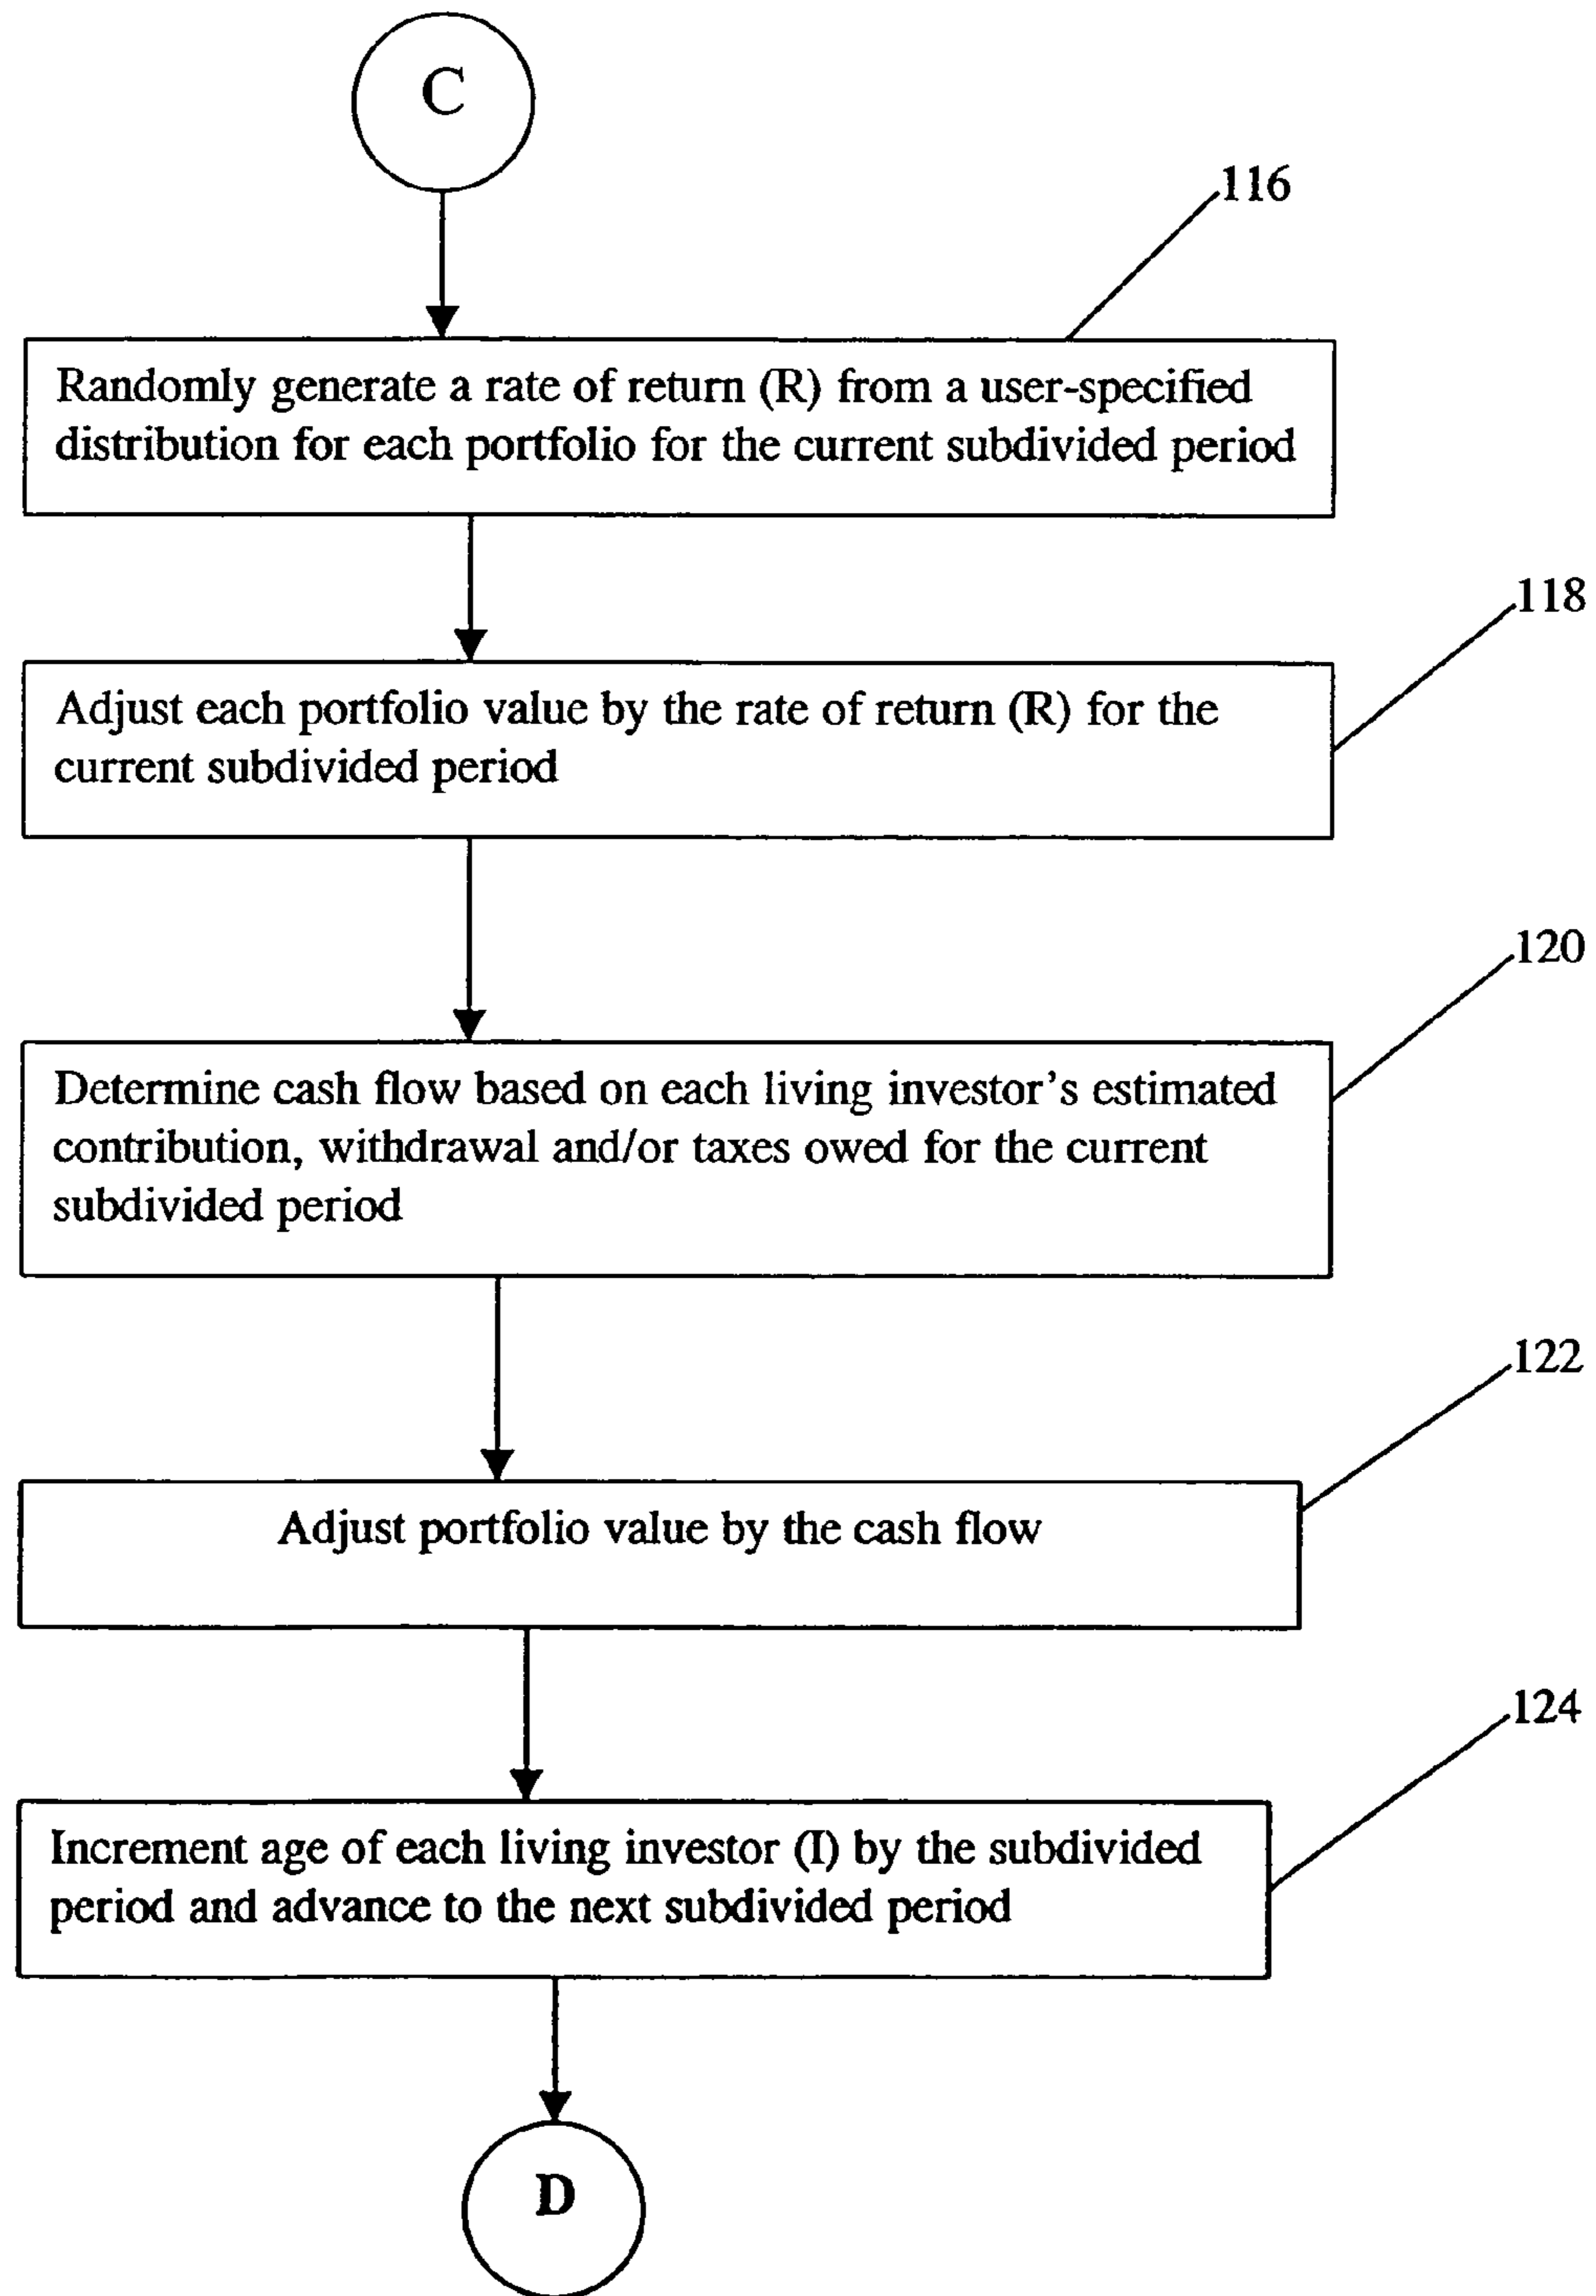 C
116
Randomly generate a rate of return (R) from a user-specified
distribution for each portfolio for the current subdivided period
118
Adjust each portfolio value by the rate of return (R) for the
current subdivided period
120
Determine cash flow based on each living investor’s estimated
contribution, withdrawal and/or taxes owed for the current
subdivided period
122
Adjust portfolio value by the cash flow
124
Increment age of each living investor (I) by the subdivided
period and advance to the next subdivided period
D